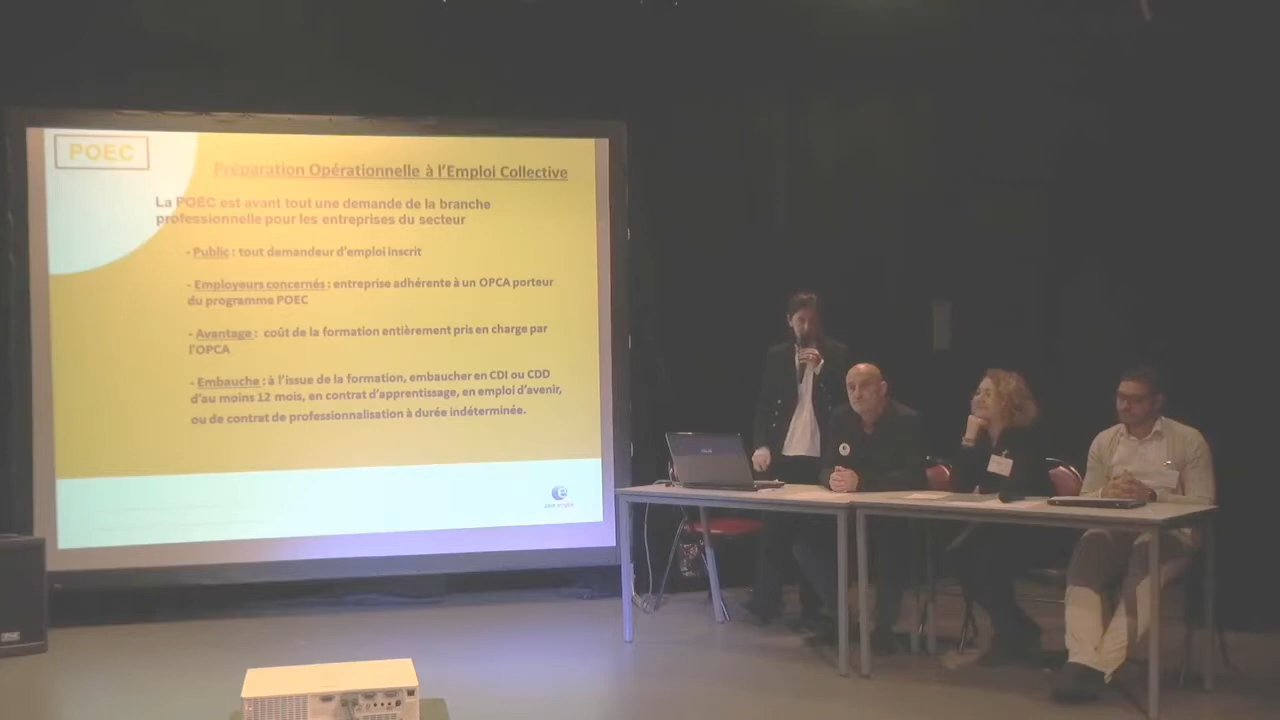 POEC
Préparation Opérationnelle à l'Emploi Collective
La POEC est avant tout une demande de la branche
professionnelle pour les entreprises du secteur
- Public : tout demandeur d'emploi inscrit
- Employeurs concernés : entreprise adhérente à un OPCA porteur
du programme POEC
- Avantage : coût de la formation entièrement pris en charge par
l'OPCA
- Embauche : à l'issue de la formation, embaucher en CDI ou CDD
d'au moins 12 mois, en contrat d'apprentissage, en emploi d'avenir,
ou de contrat de professionnalisation à durée indéterminée.
pôle emploi